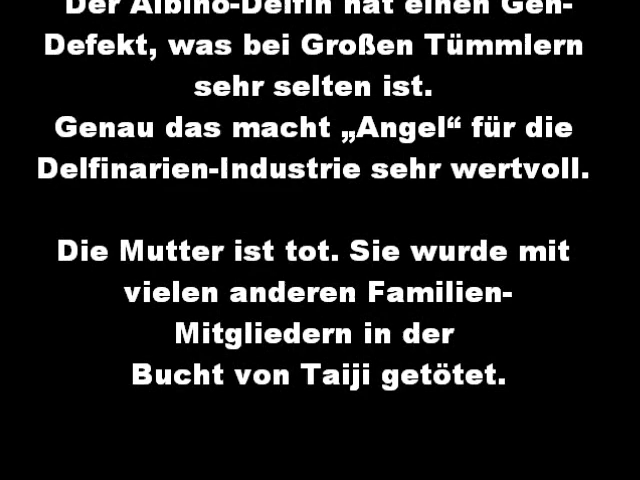 Der Albino-Delfin hat einen Gen-
Defekt, was bei Großen Tümmlern
sehr selten ist.
Genau das macht „Angel“ für die
Delfinarien-Industrie sehr wertvoll.
Die Mutter ist tot. Sie wurde mit
vielen anderen Familien-
Mitgliedern in der
Bucht von Taiji getötet.